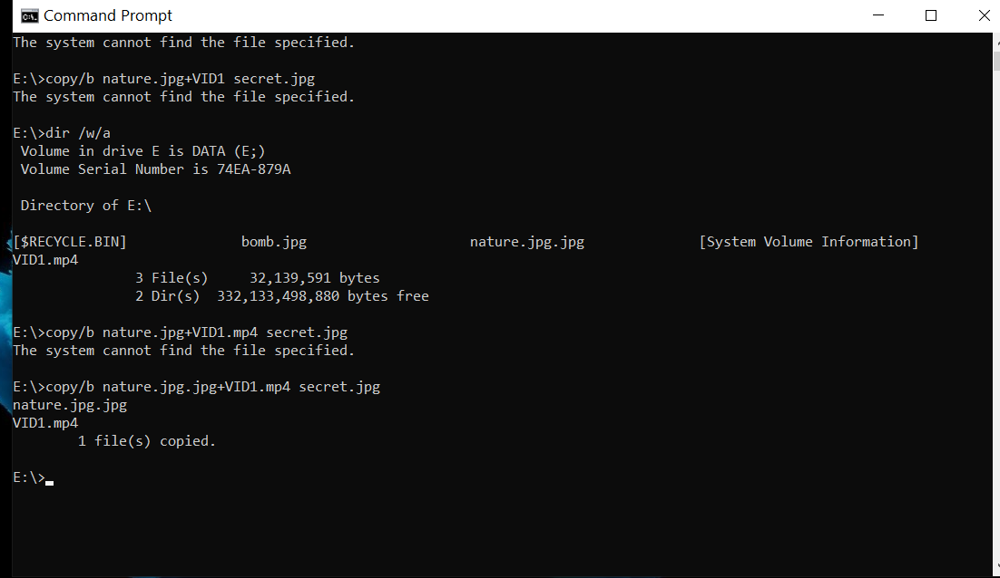 Command Prompt
The system cannot find the file specified.
E:\>copy/b nature.jpg+VID1 secret.jpg
The system cannot find the file specified.
E:\>dir /w/a
Volume in drive E is DATA (E;)
Volume Serial Number is 74EA-879A
Directory of E:\
[$RECYCLE.BIN] bomb.jpg nature.jpg.jpg [System Volume Information]
VID1.mp4
3 File(s) 32,139,591 bytes
2 Dir(s) 332,133,498,880 bytes free
E:\>copy/b nature.jpg+VID1.mp4 secret.jpg
The system cannot find the file specified.
E:\>copy/b nature.jpg.jpg+VID1.mp4 secret.jpg
nature.jpg.jpg
VID1.mp4
1 file(s) copied.
E:\>